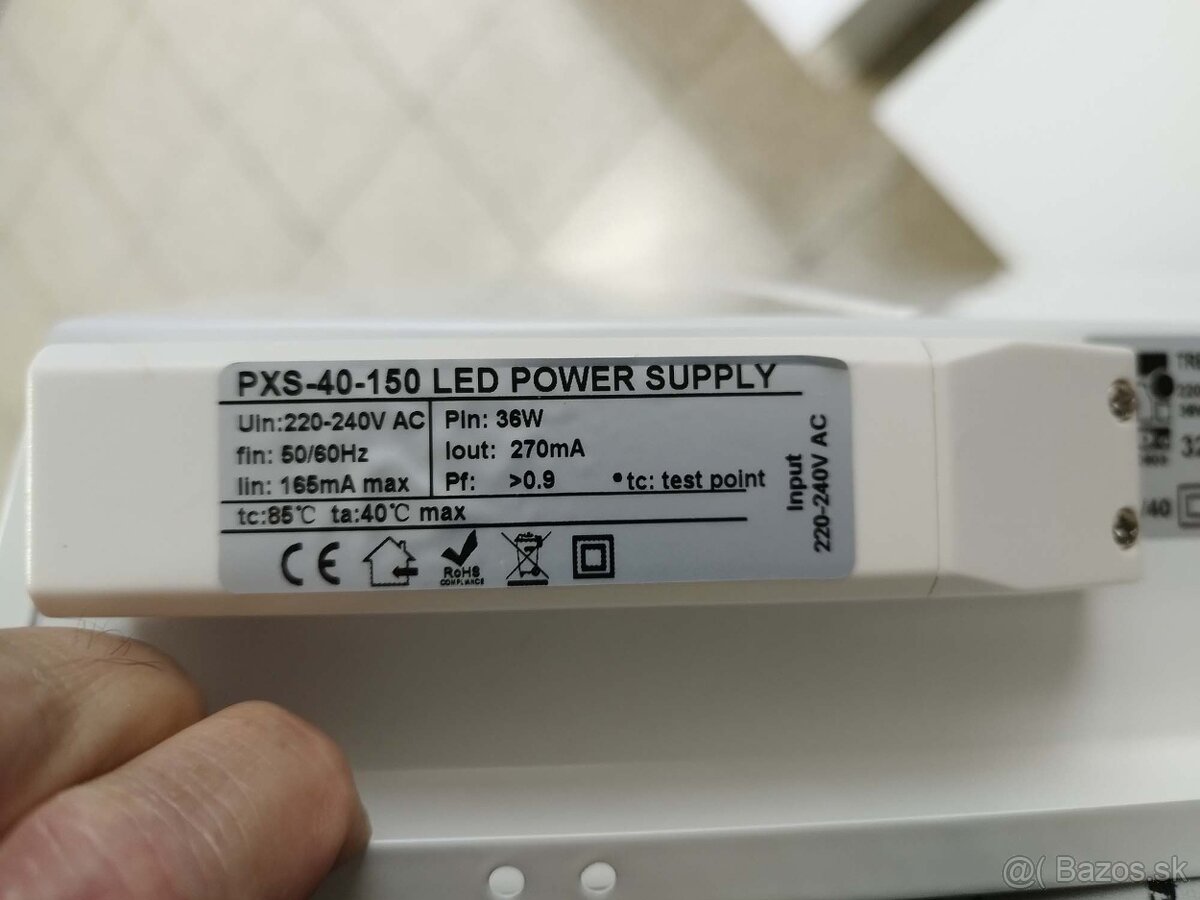 PXS-40-150 LED POWER SUPPLY
Uin:220-240V AC
fin: 50/60Hz
Iin: 165mA max
Pin: 36W
Iout: 270mA
Pf: >0.9
•tc: test point
tc:85℃ ta:40℃ max
Input
220-240V AC
CE
RoHS
COMPLIANCE
/40
@( Bazos.sk